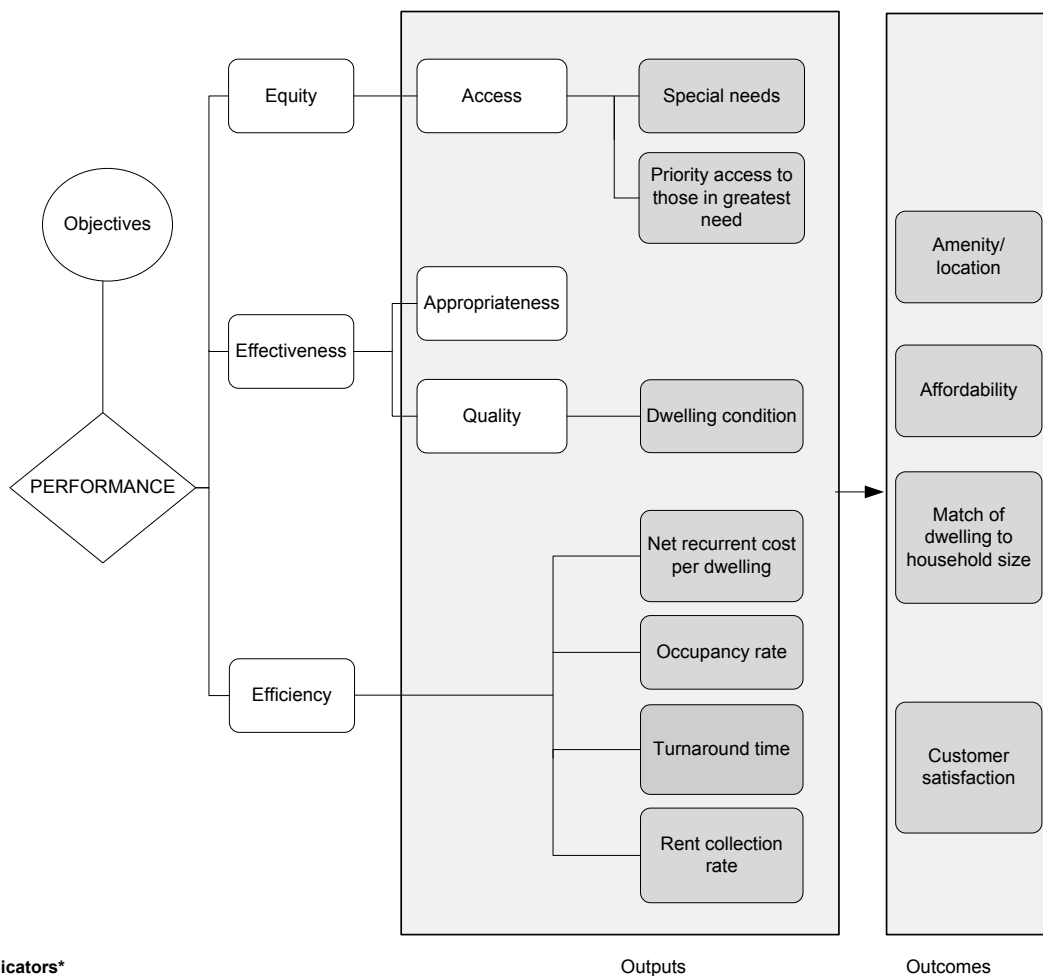 Objectives
PERFORMANCE
Equity
Effectiveness
Efficiency
Access
Appropriateness
Quality
Special needs
Priority access to
those in greatest
need
Dwelling condition
Net recurrent cost
per dwelling
Occupancy rate
Turnaround time
Rent collection
rate
Amenity/
location
Affordability
Match of
dwelling to
household size
Customer
satisfaction
icators*
Outputs
Outcomes